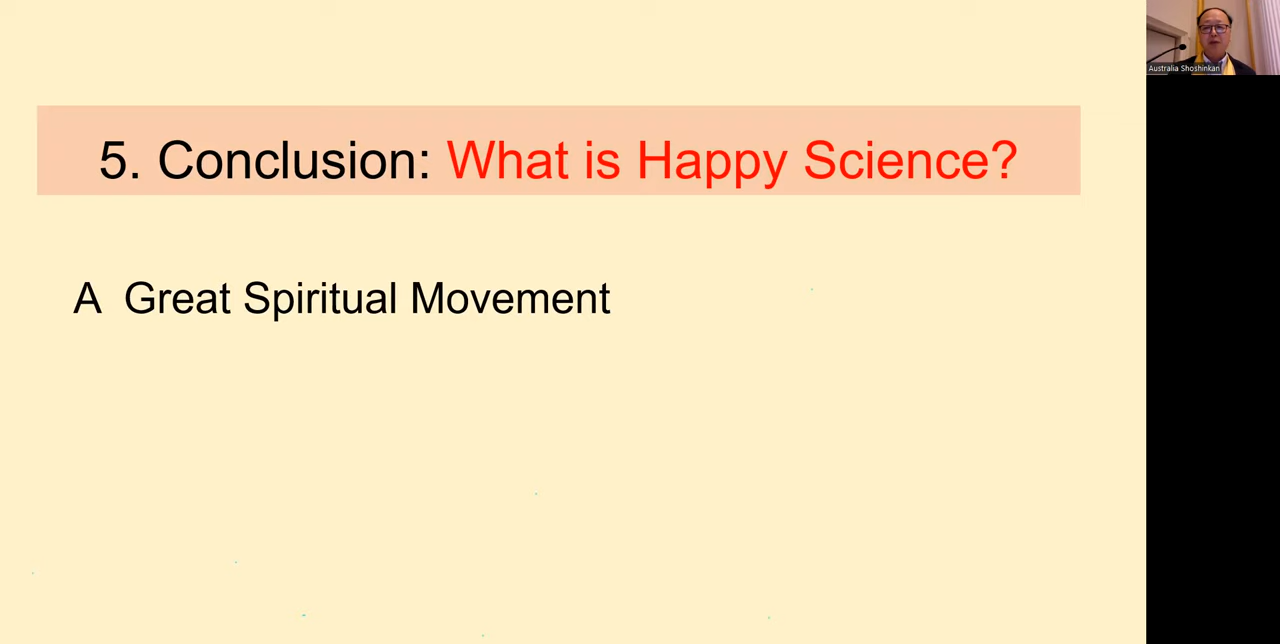 5. Conclusion: What is Happy Science?
A Great Spiritual Movement
Australia Shoshinkan